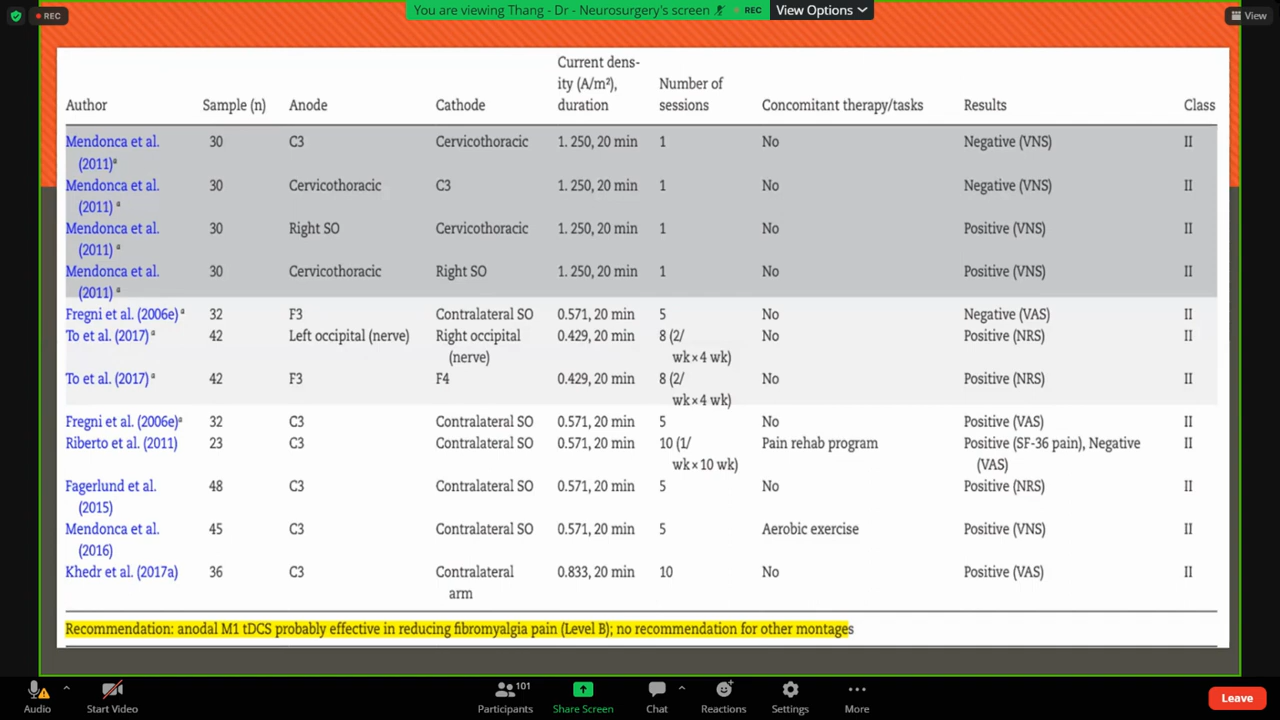 You are viewing Thang - Dr - Neurosurgery's screen REC View Options
REC
View
Current dens-
ity (A/m²), Number of
Author Sample (n) Anode Cathode duration sessions Concomitant therapy/tasks Results Class
Mendonca et al. 30 C3 Cervicothoracic 1. 250, 20 min 1 No Negative (VNS) II
(2011)ª
Mendonca et al. 30 Cervicothoracic C3 1. 250, 20 min 1 No Negative (VNS) II
(2011) ª
Mendonca et al. 30 Right SO Cervicothoracic 1. 250, 20 min 1 No Positive (VNS) II
(2011) ª
Mendonca et al. 30 Cervicothoracic Right SO 1. 250, 20 min 1 No Positive (VNS) II
(2011) ª
Fregni et al. (2006e) ª 32 F3 Contralateral SO 0.571, 20 min 5 No Negative (VAS) II
To et al. (2017) ª 42 Left occipital (nerve) Right occipital 0.429, 20 min 8 (2/ No Positive (NRS) II
(nerve) wk × 4 wk)
To et al. (2017) ª 42 F3 F4 0.429, 20 min 8 (2/ No Positive (NRS) II
wk × 4 wk)
Fregni et al. (2006e)ª 32 C3 Contralateral SO 0.571, 20 min 5 No Positive (VAS) II
Riberto et al. (2011) 23 C3 Contralateral SO 0.571, 20 min 10 (1/ Pain rehab program Positive (SF-36 pain), Negative II
wk × 10 wk) (VAS)
Fagerlund et al. 48 C3 Contralateral SO 0.571, 20 min 5 No Positive (NRS) II
(2015)
Mendonca et al. 45 C3 Contralateral SO 0.571, 20 min 5 Aerobic exercise Positive (VNS) II
(2016)
Khedr et al. (2017a) 36 C3 Contralateral 0.833, 20 min 10 No Positive (VAS) II
arm
Recommendation: anodal M1 tDCS probably effective in reducing fibromyalgia pain (Level B); no recommendation for other montages
101
Audio Start Video Participants Share Screen Chat Reactions Settings More Leave